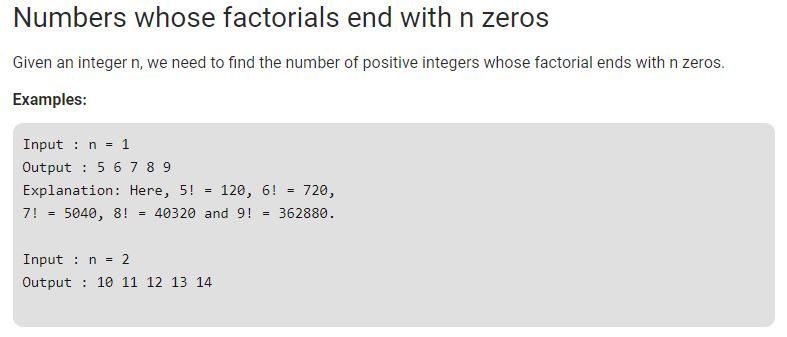 Numbers whose factorials end with n zeros
Given an integer n, we need to find the number of positive integers whose factorial ends with n zeros.
Examples:
Input : n = 1
Output : 5 6 7 8 9
Explanation: Here, 5! = 120, 6! = 720,
7! = 5040, 8! = 40320 and 9! = 362880.
Input : n = 2
Output : 10 11 12 13 14